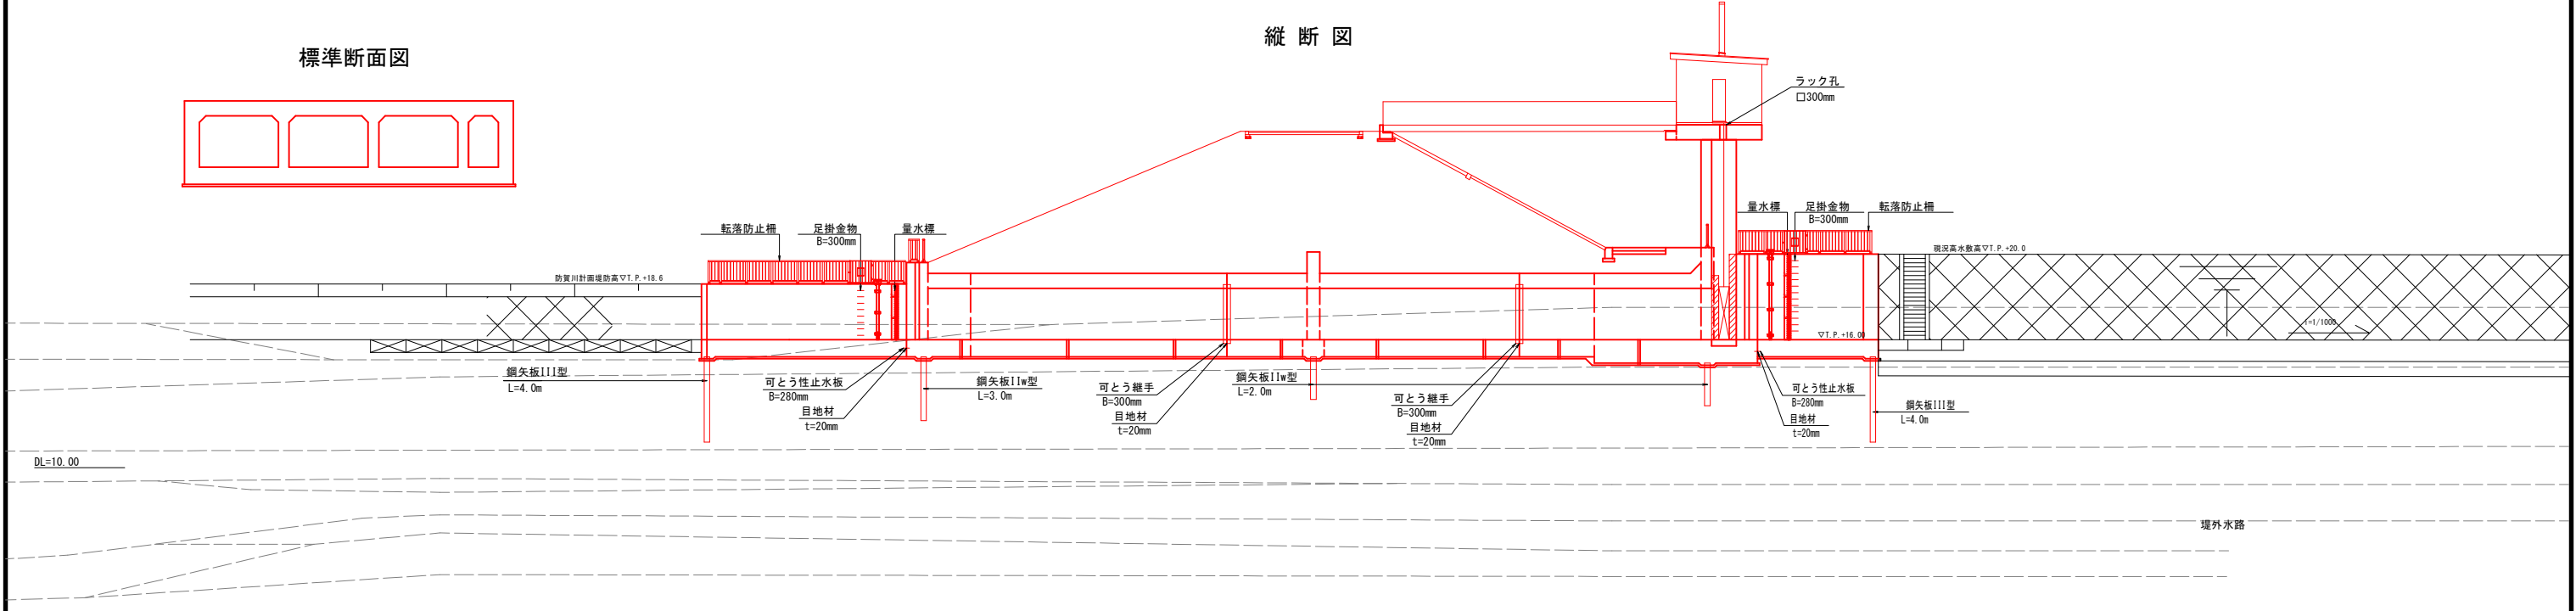 縦 断 図
標準断面図
ラック孔
□300mm
転落防止柵
足掛金物
B=300mm
量水標
量水標
足掛金物
B=300mm
転落防止柵
現況高水敷高▽T.P.+20.0
防賀川計画堤防高▽T.P.+18.6
i=1/1000
▽T.P.+16.00
鋼矢板III型
L=4.0m
可とう性止水板
B=280mm
目地材
t=20mm
鋼矢板IIw型
L=3.0m
可とう継手
B=300mm
目地材
t=20mm
鋼矢板IIw型
L=2.0m
可とう継手
B=300mm
目地材
t=20mm
可とう性止水板
B=280mm
目地材
t=20mm
鋼矢板III型
L=4.0m
DL=10.00
堤外水路